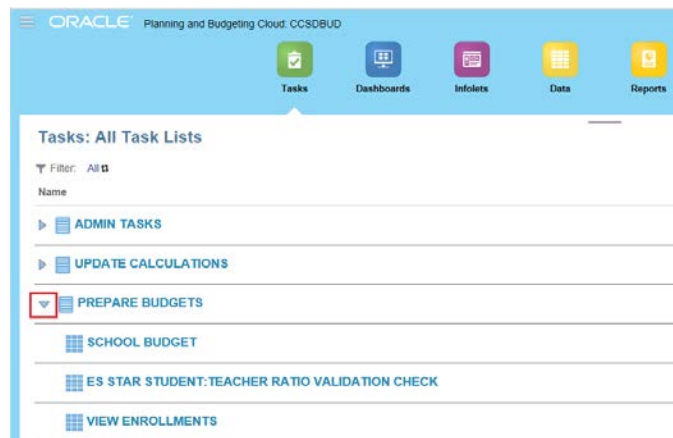 ORACLE Planning and Budgeting Cloud: CCSDBUD
Tasks Dashboards Infolets Data Reports
Tasks: All Task Lists
Filter: All
Name
ADMIN TASKS
UPDATE CALCULATIONS
PREPARE BUDGETS
SCHOOL BUDGET
ES STAR STUDENT:TEACHER RATIO VALIDATION CHECK
VIEW ENROLLMENTS